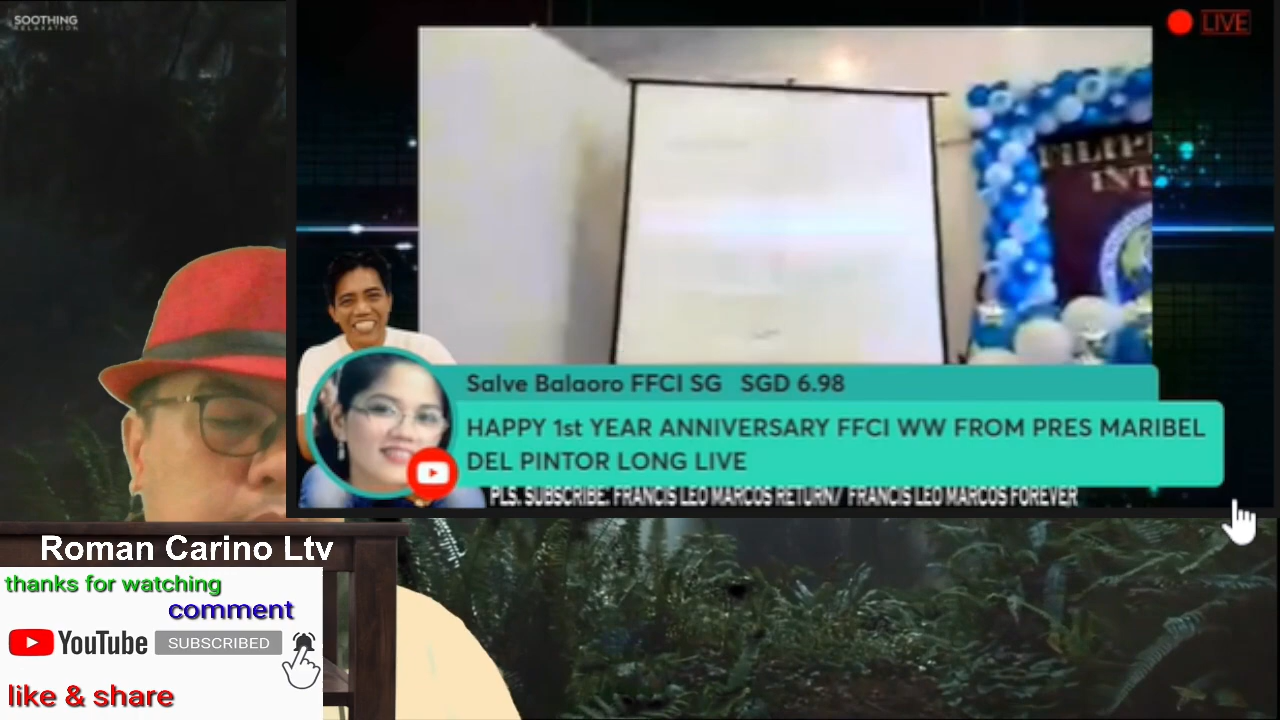 SOOTHING
RELAXATION
LIVE
Salve Balaoro FFCI SG SGD 6.98
HAPPY 1st YEAR ANNIVERSARY FFCI WW FROM PRES MARIBEL
DEL PINTOR LONG LIVE
PLS. SUBSCRIBE. FRANCIS LEO MARCOS RETURN/ FRANCIS LEO MARCOS FOREVER
Roman Carino Ltv
thanks for watching
comment
YouTube SUBSCRIBED
like & share